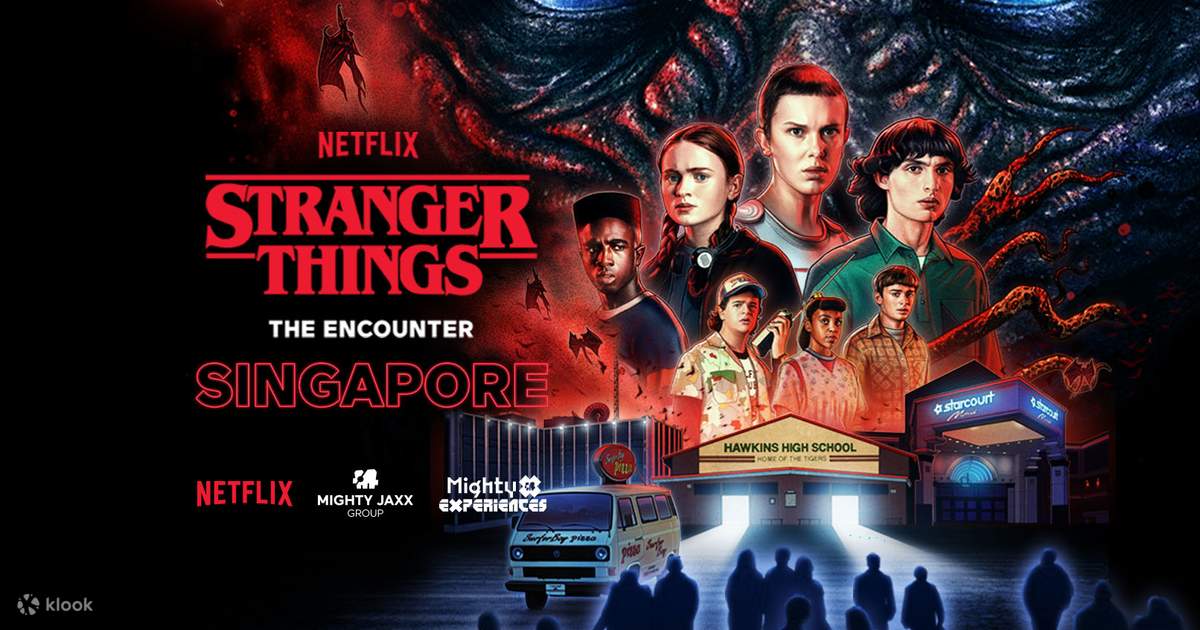 NETFLIX
STRANGER
THINGS
THE ENCOUNTER
SINGAPORE
NETFLIX
MIGHTY JAXX
GROUP
Mighty
EXPERIENCES
klook
starcourt
starcourt
HAWKINS HIGH SCHOOL
HOME OF THE TIGERS
Surfer Boy Pizza